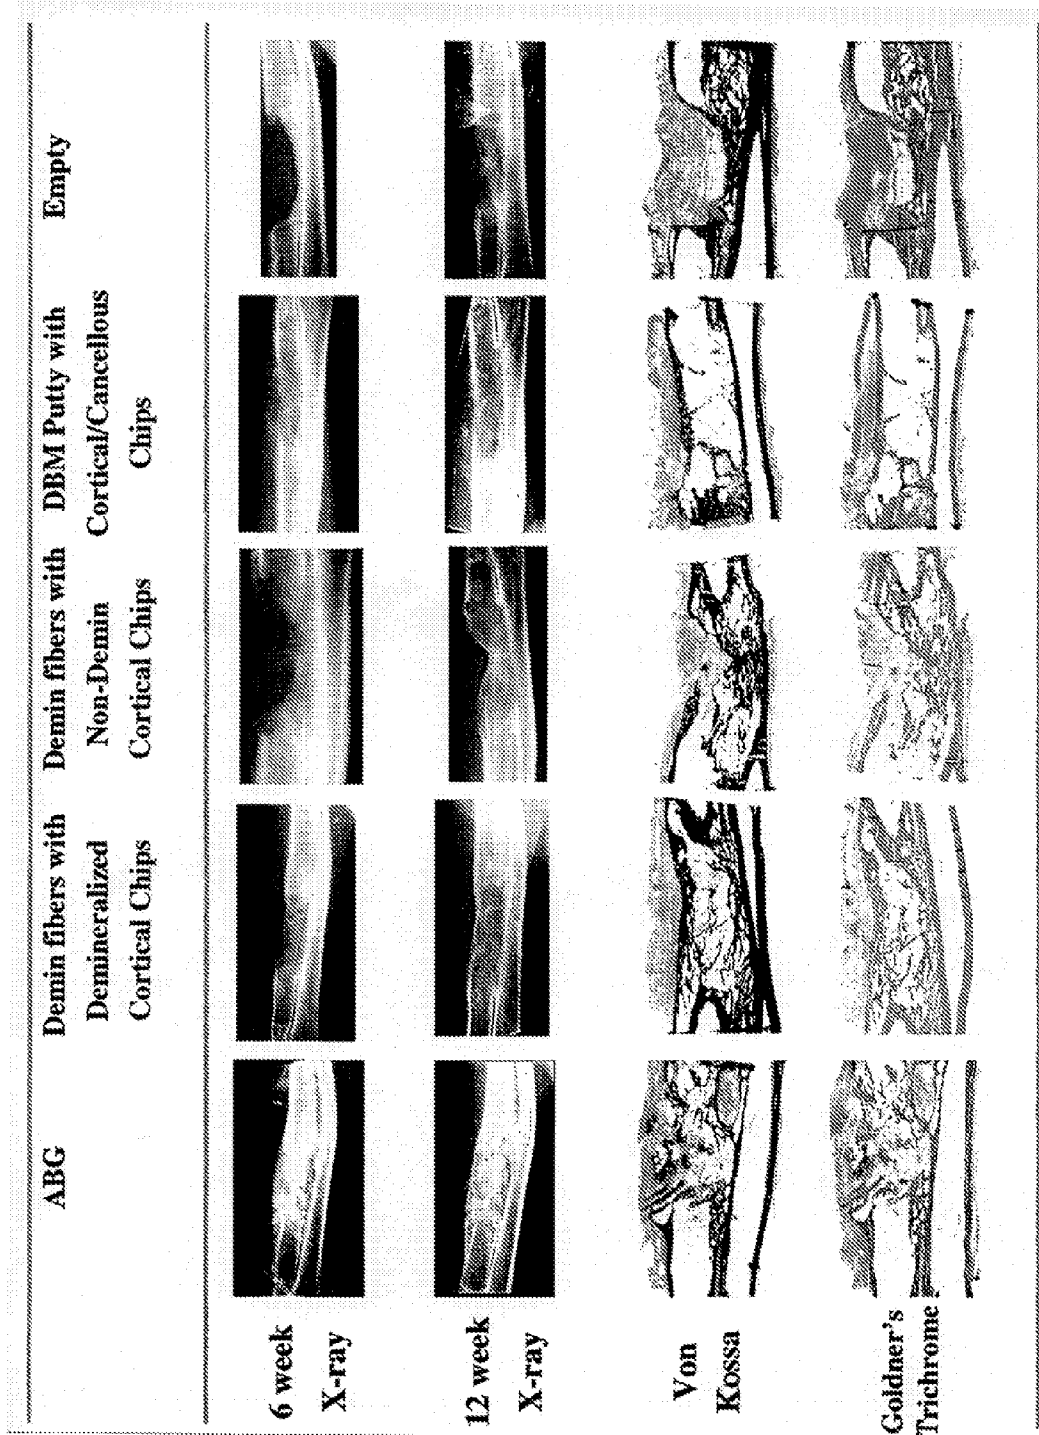 ABG
Demin fibers with
Demineralized
Cortical Chips
Demin fibers with
Non-Demin
Cortical Chips
DBM Putty with
Cortical/Cancellous
Chips
Empty
6 week
X-ray
12 week
X-ray
Von
Kossa
Goldner's
Trichrome